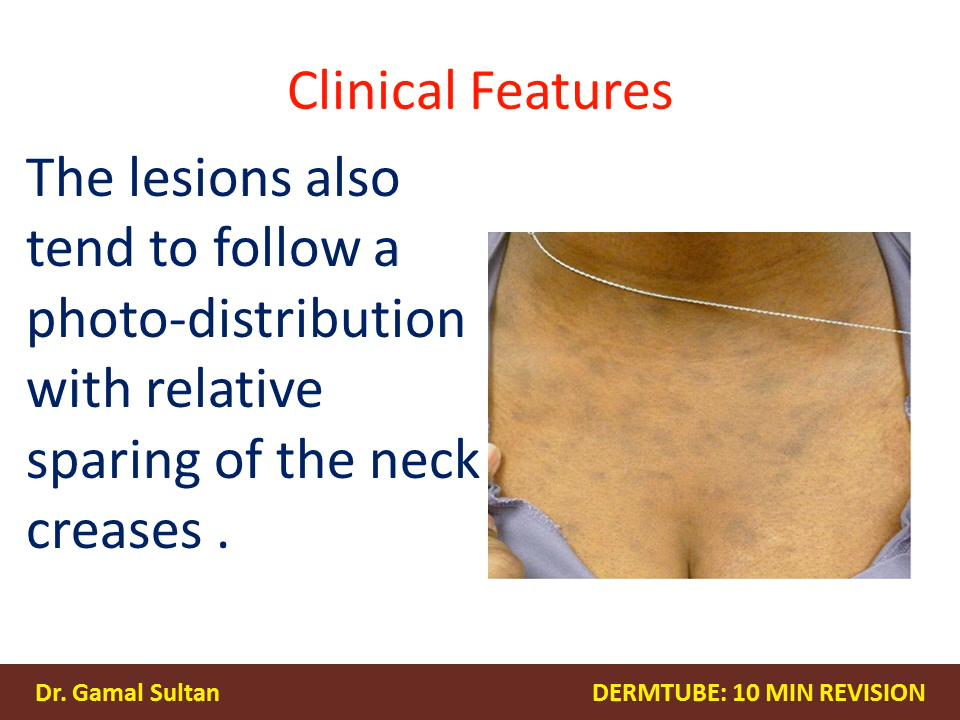 Clinical Features
The lesions also
tend to follow a
photo-distribution
with relative
sparing of the neck
creases .
Dr. Gamal Sultan
DERMTUBE: 10 MIN REVISION